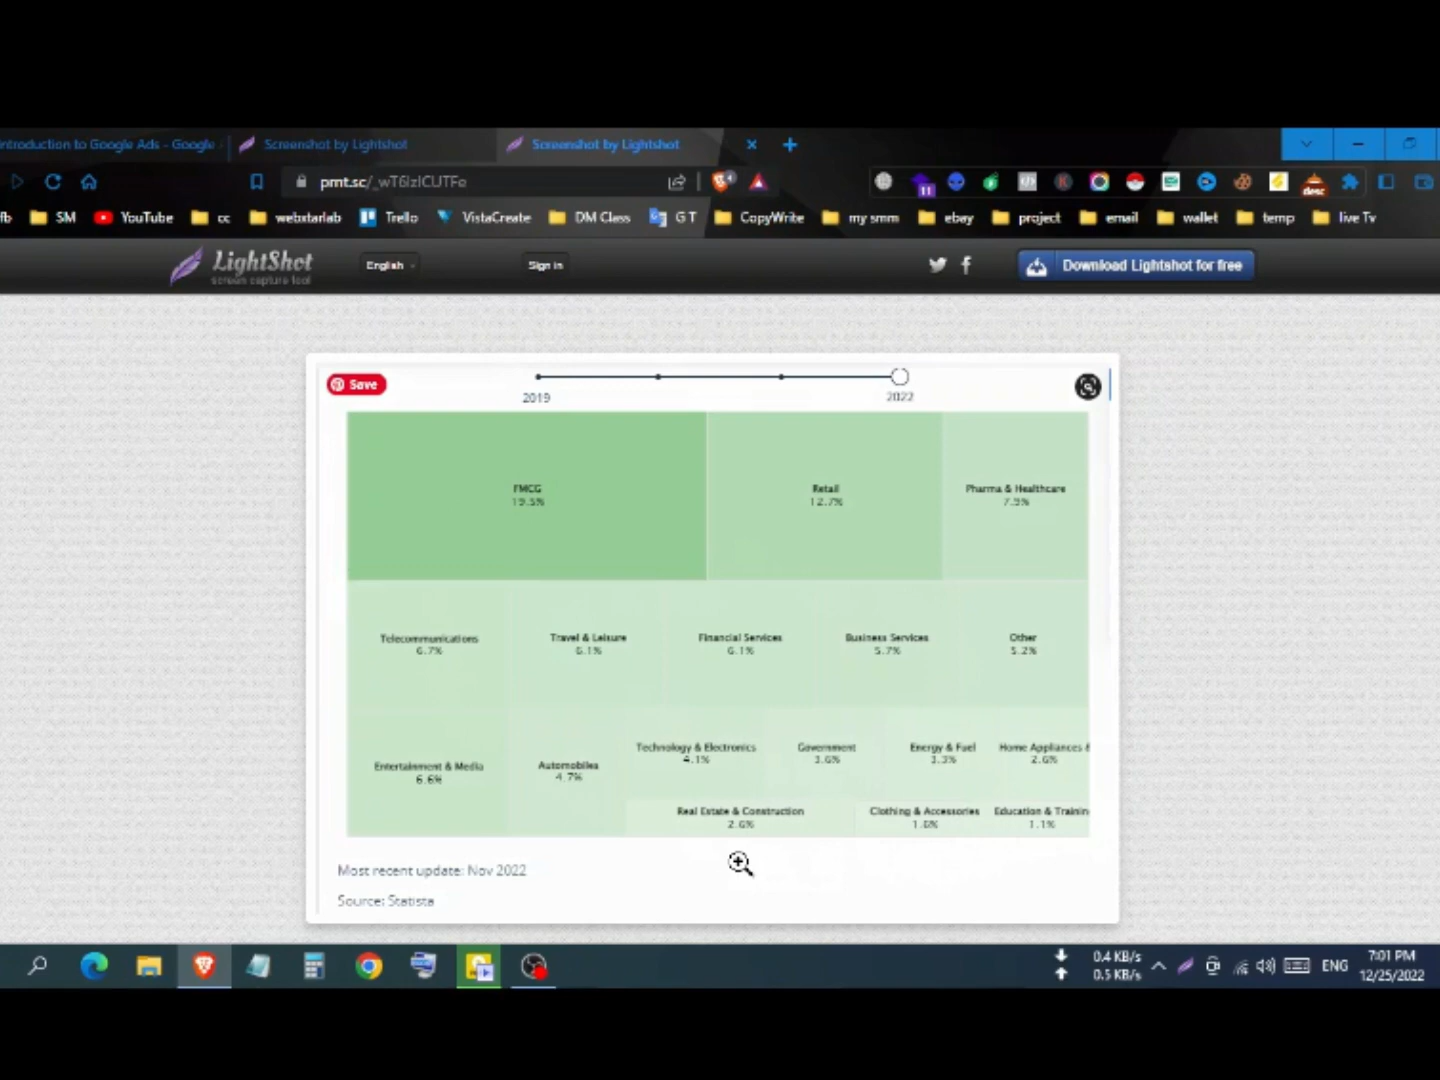 ntroduction to Google Ads - Google
Screenshot by Lightshot
Screenshot by Lightshot
prnt.sc/_wT6izICUTFe
11
fb SM YouTube cc webxtarlab Trello VistaCreate DM Class G T CopyWrite my smm ebay project email wallet temp live Tv
LightShot
screen capture tool
English
Sign in
Download Lightshot for free
Save
2019
2022
FMCG
19.5%
Retail
12.7%
Pharma & Healthcare
7.9%
Telecommunications
6.7%
Travel & Leisure
6.1%
Financial Services
6.1%
Business Services
5.7%
Other
5.2%
Entertainment & Media
6.6%
Automobiles
4.7%
Technology & Electronics
4.1%
Government
3.6%
Energy & Fuel
3.3%
Home Appliances &
2.6%
Real Estate & Construction
2.6%
Clothing & Accessories
1.6%
Education & Trainin
1.1%
Most recent update: Nov 2022
Source: Statista
0.4 KB/s
0.5 KB/s
ENG
7:01 PM
12/25/2022